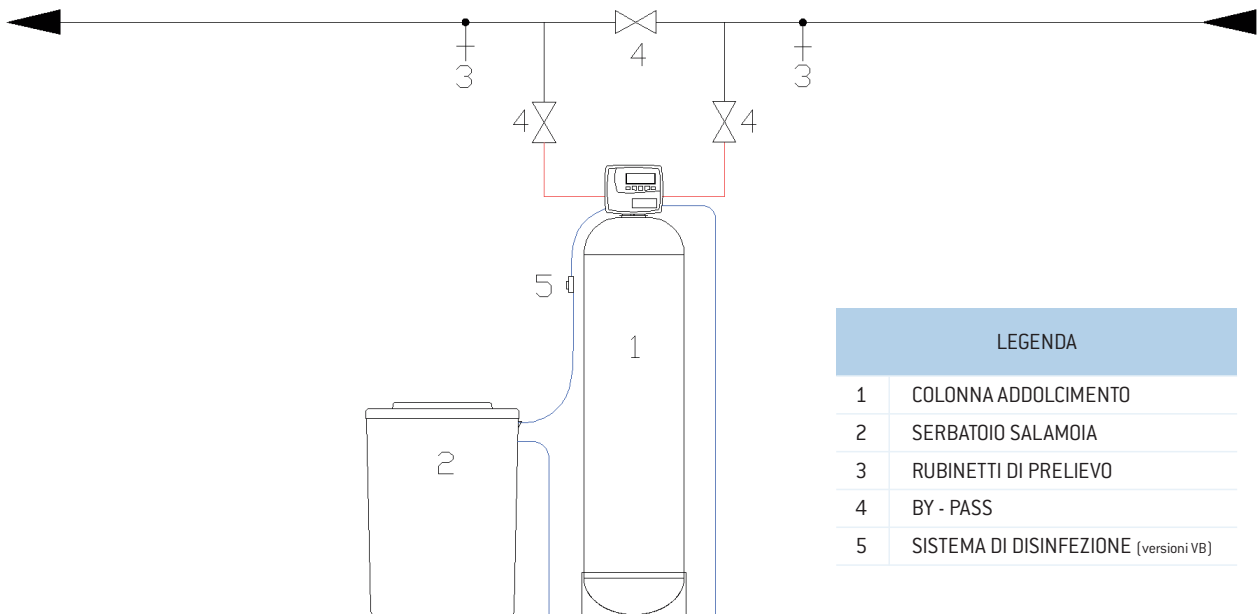 3
4
3
4
4
5
1
2
LEGENDA
1 COLONNA ADDOLCIMENTO
2 SERBATOIO SALAMOIA
3 RUBINETTI DI PRELIEVO
4 BY - PASS
5 SISTEMA DI DISINFEZIONE (versioni VB)